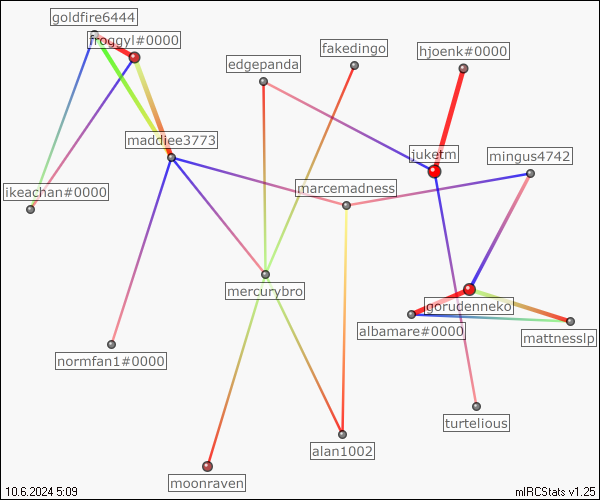 goldfire6444
froggyl#0000
fakedingo
hjoenk#0000
edgepanda
maddiee3773
juketm
mingus4742
ikeachan#0000
marcemadness
mercurybro
gorudenneko
albamare#0000
mattnesslp
normfan1#0000
turtelious
alan1002
moonraven
10.6.2024 5:09
mIRCStats v1.25